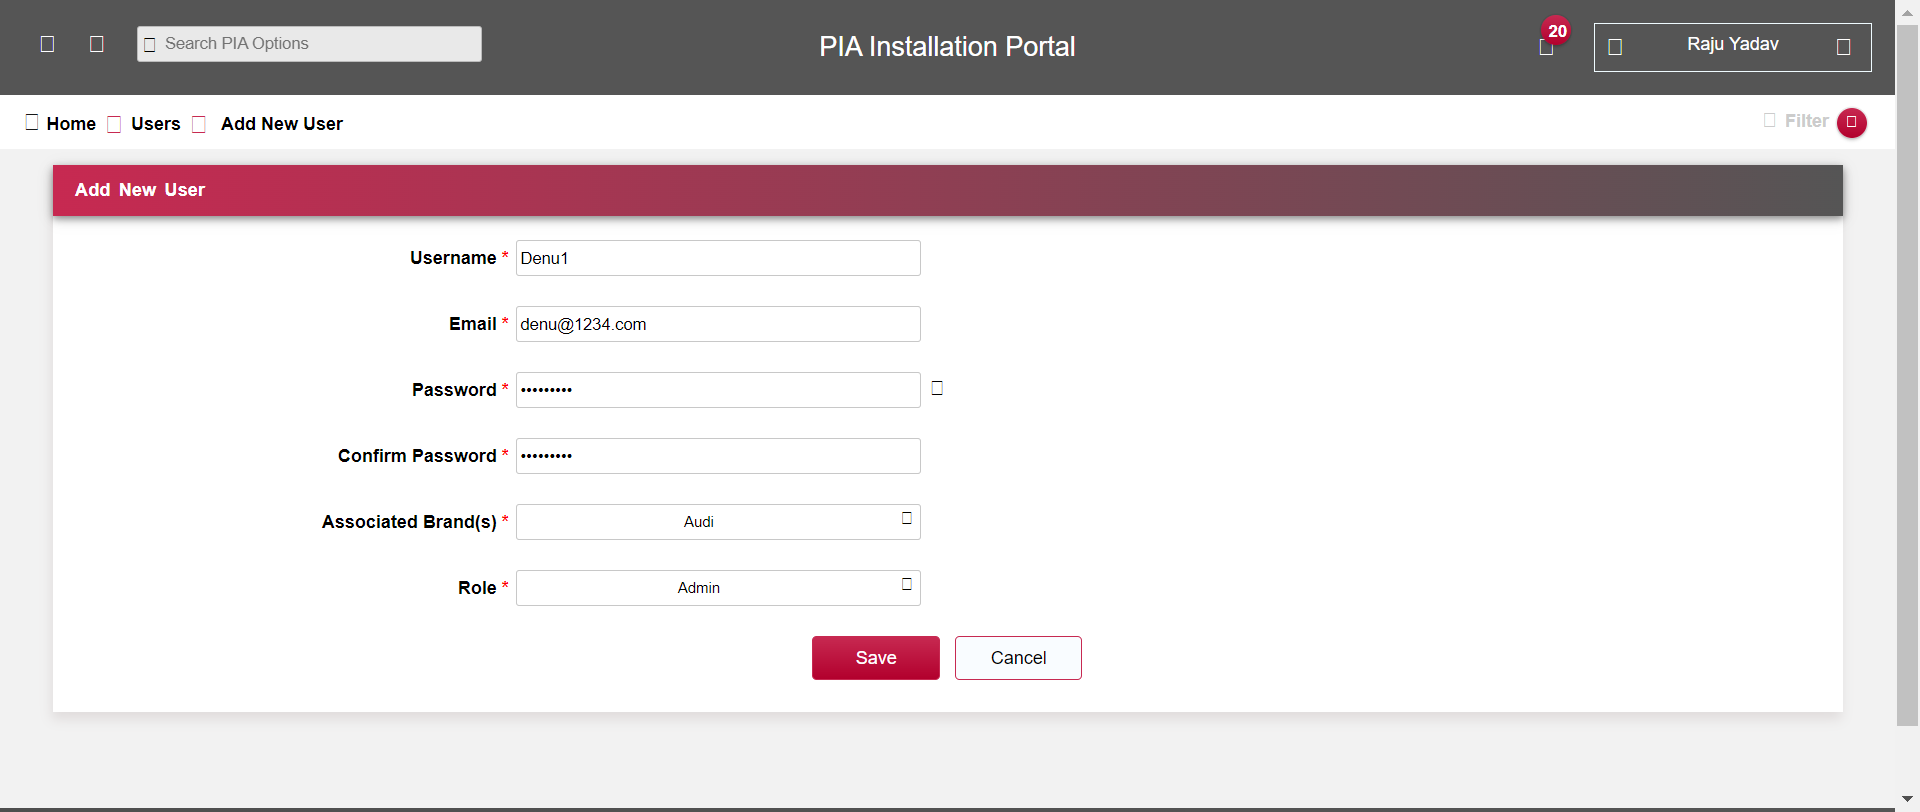 Search PIA Options
PIA Installation Portal
20
Raju Yadav
Home Users Add New User
Filter
Add New User
Username * Denu1
Email * denu@1234.com
Password * •••••••••
Confirm Password * •••••••••
Associated Brand(s) * Audi
Role * Admin
Save Cancel